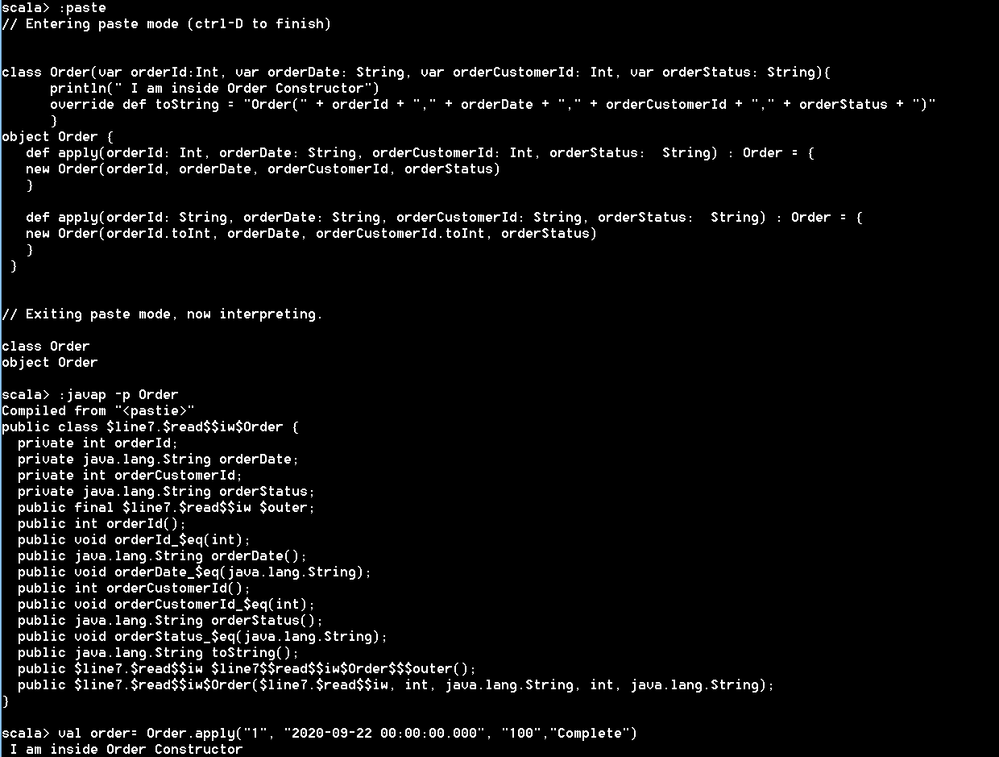 scala> :paste
// Entering paste mode (ctrl-D to finish)
class Order(var orderId:Int, var orderDate: String, var orderCustomerId: Int, var orderStatus: String){
println(" I am inside Order Constructor")
override def toString = "Order(" + orderId + "," + orderDate + "," + orderCustomerId + "," + orderStatus + ")"
}
object Order {
def apply(orderId: Int, orderDate: String, orderCustomerId: Int, orderStatus:  String) : Order = {
new Order(orderId, orderDate, orderCustomerId, orderStatus)
}
def apply(orderId: String, orderDate: String, orderCustomerId: String, orderStatus:  String) : Order = {
new Order(orderId.toInt, orderDate, orderCustomerId.toInt, orderStatus)
}
}
// Exiting paste mode, now interpreting.
class Order
object Order
scala> :javap -p Order
Compiled from "<pastie>"
public class $line7.$read$$iw$Order {
private int orderId;
private java.lang.String orderDate;
private int orderCustomerId;
private java.lang.String orderStatus;
public final $line7.$read$$iw $outer;
public int orderId();
public void orderId_$eq(int);
public java.lang.String orderDate();
public void orderDate_$eq(java.lang.String);
public int orderCustomerId();
public void orderCustomerId_$eq(int);
public java.lang.String orderStatus();
public void orderStatus_$eq(java.lang.String);
public java.lang.String toString();
public $line7.$read$$iw $line7$$read$$iw$Order$$$outer();
public $line7.$read$$iw$Order($line7.$read$$iw, int, java.lang.String, int, java.lang.String);
}
scala> val order= Order.apply("1", "2020-09-22 00:00:00.000", "100","Complete")
I am inside Order Constructor